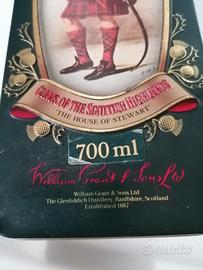 CLANS OF THE SCOTTISH HIGHLANDS
"THE HOUSE OF STEWART"
700 ml
William Grant & Sons Ltd
William Grant & Sons Ltd
The Glenfiddich Distillery, Banffshire, Scotland
Established 1887
subito